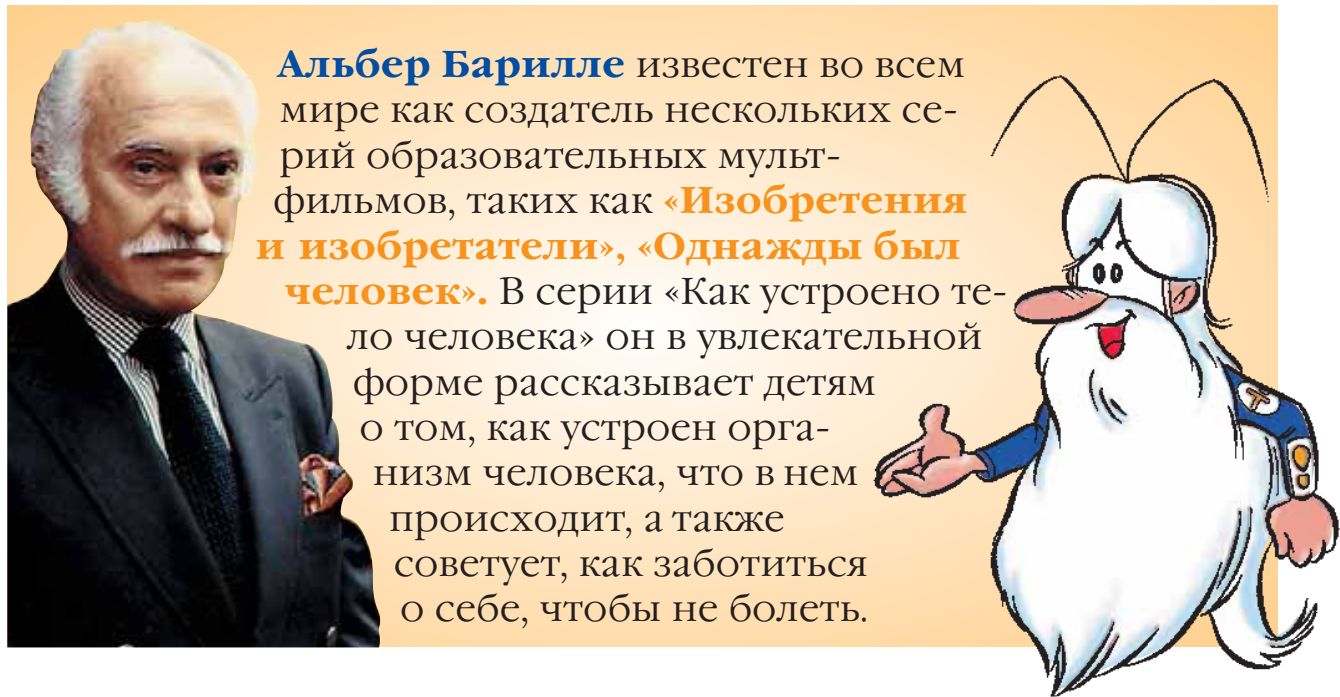 Альбер Барилле известен во всем
мире как создатель нескольких се-
рий образовательных мульт-
фильмов, таких как «Изобретения
и изобретатели», «Однажды был
человек». В серии «Как устроено те-
ло человека» он в увлекательной
форме рассказывает детям
о том, как устроен орга-
низм человека, что в нем
происходит, а также
советует, как заботиться
о себе, чтобы не болеть.